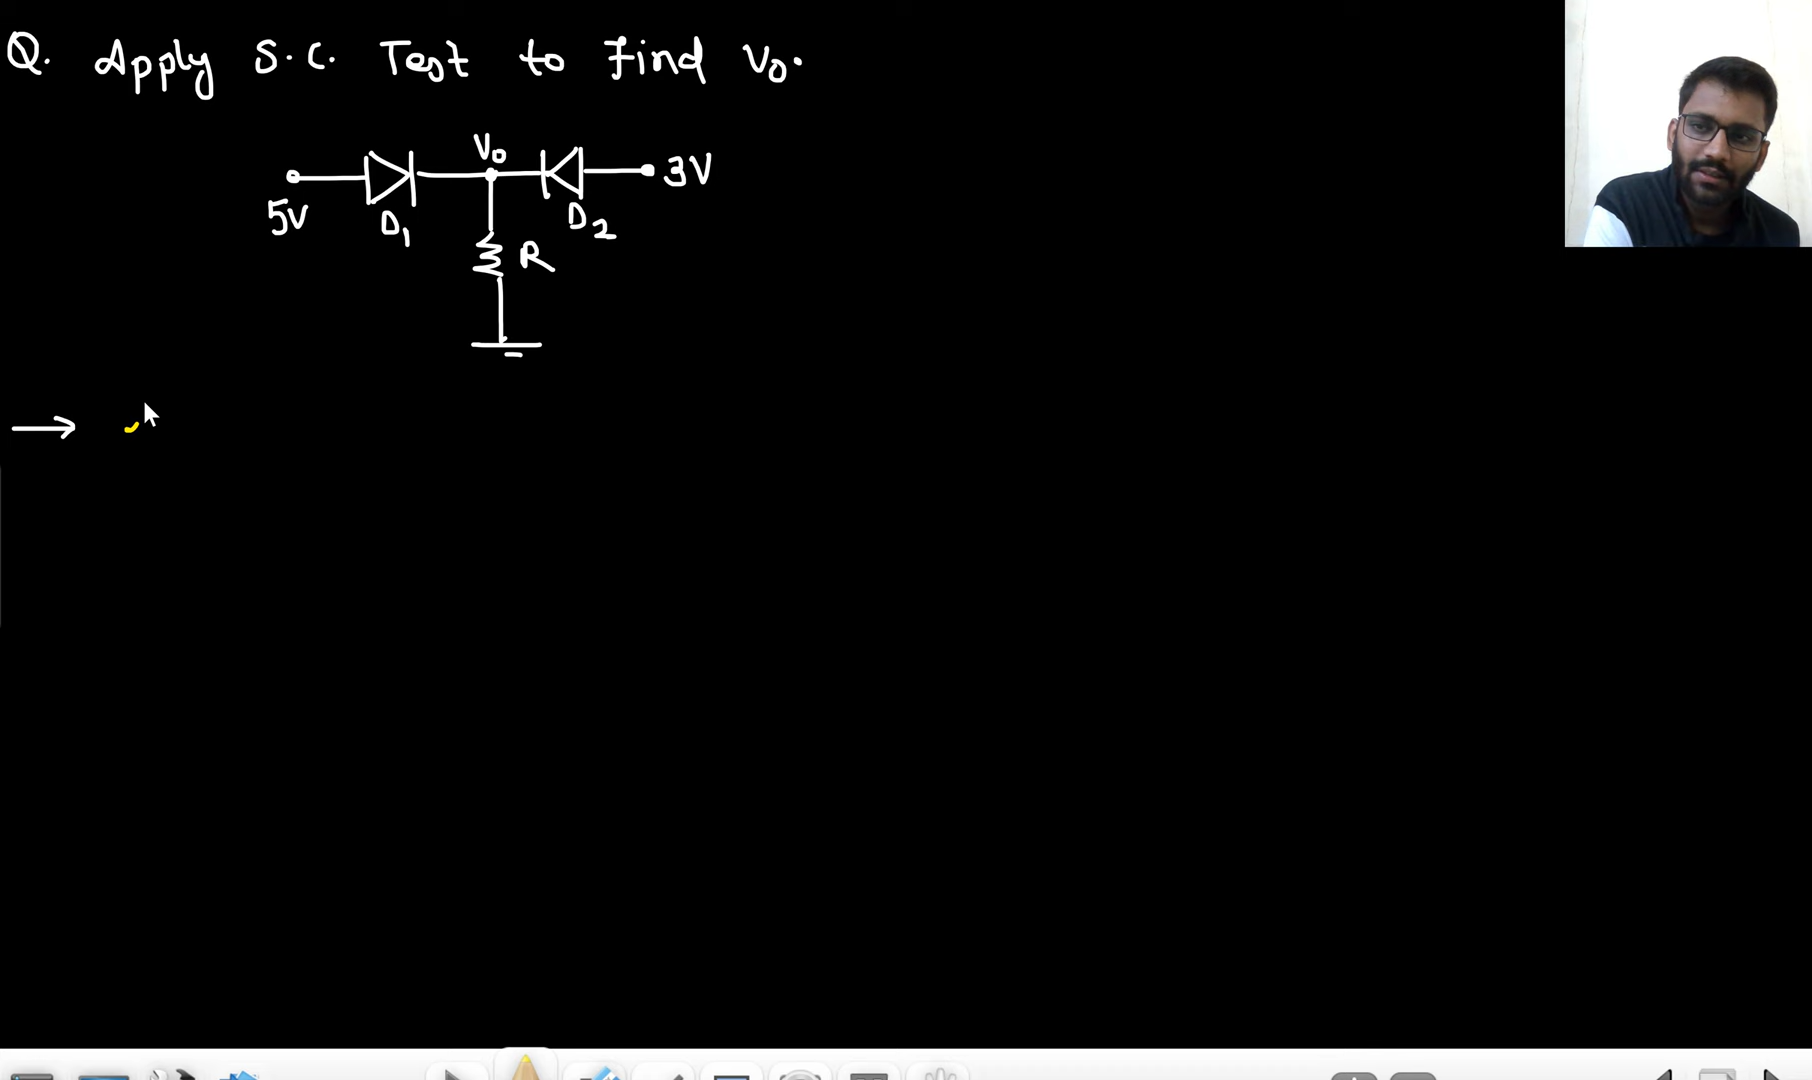 Q. Apply S.C. Test to Find V₀.
V₀
5V
D₁
D₂
3V
R